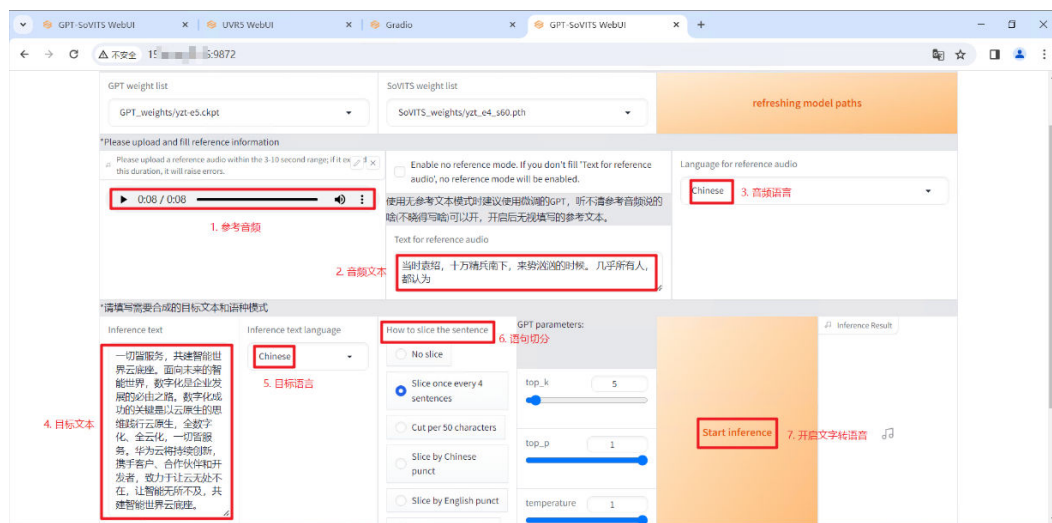 GPT-SoVITS WebUI
UVR5 WebUI
Gradio
GPT-SoVITS WebUI
不安全
:9872
GPT weight list
SoVITS weight list
GPT_weights/yzt-e5.ckpt
SoVITS_weights/yzt_e4_s60.pth
refreshing model paths
*Please upload and fill reference information
Please upload a reference audio within the 3-10 second range; if it
this duration, it will raise errors.
Enable no reference mode. If you don't fill 'Text for reference
audio', no reference mode will be enabled.
Language for reference audio
0:08 / 0:08
Chinese
3. 音频语言
使用无参考文本模式时建议使用微调的GPT，听不清参考音频说的
啥(不晓得写啥)可以开，开启后无视填写的参考文本。
1. 参考音频
Text for reference audio
2. 音频文本
当时袁绍，十万精兵南下，来势汹汹的时候。 几乎所有人，
都认为
*请填写需要合成的目标文本和语种模式
Inference text
Inference text language
How to slice the sentence
GPT parameters:
Inference Result
6. 语句切分
一切皆服务，共建智能世
界云底座。面向未来的智
能世界，数字化是企业发
展的必由之路。数字化成
功的关键是以云原生的思
维践行云原生，全数字
化、全云化，一切皆服
务。华为云将持续创新，
携手客户、合作伙伴和开
发者，致力于让云无处不
在，让智能无所不及，共
建智能世界云底座。
Chinese
5. 目标语言
4. 目标文本
No slice
Slice once every 4
sentences
Cut per 50 characters
Slice by Chinese
punct
Slice by English punct
top_k
5
top_p
1
temperature
1
Start inference
7. 开启文字转语音